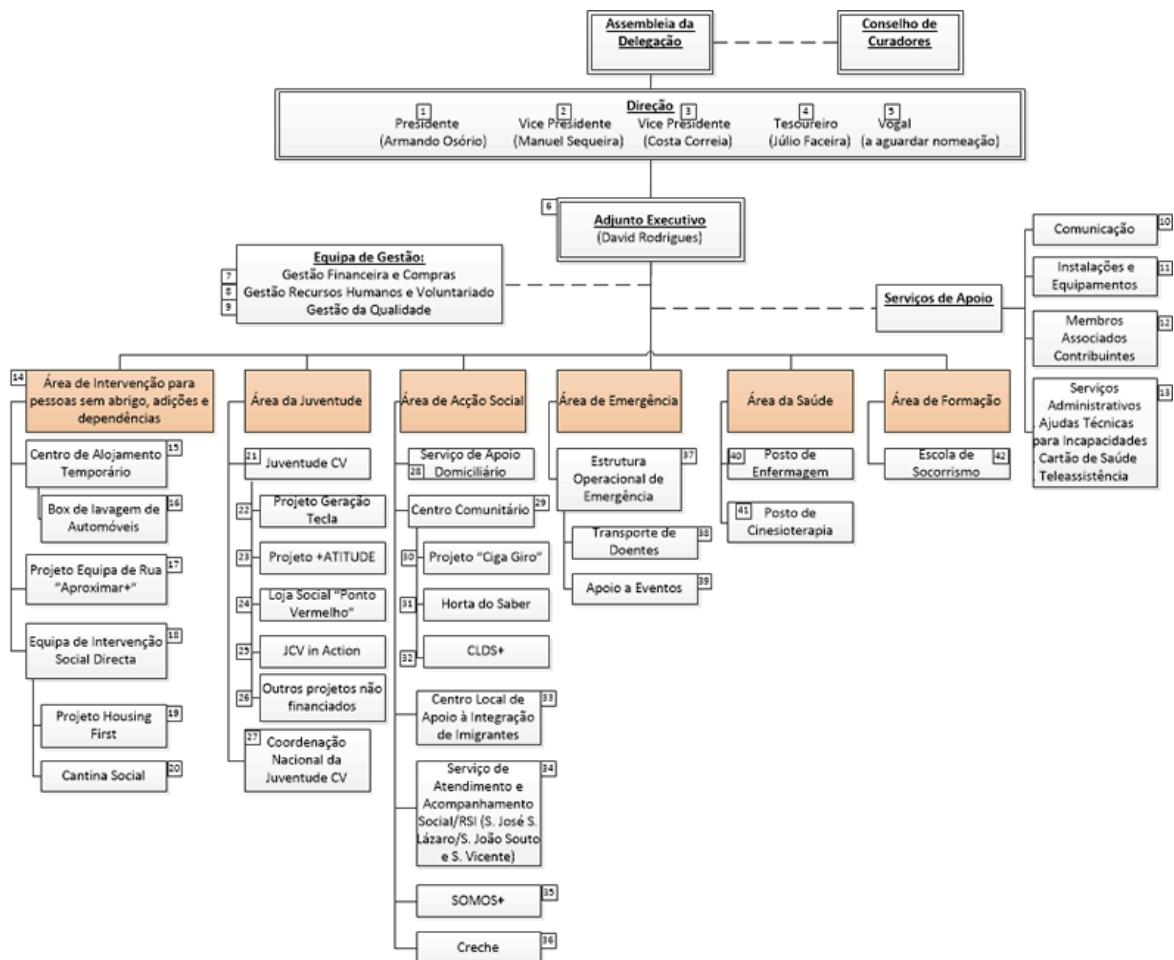 Assembleia da
Delegação
Conselho de
Curadores
Direção
1
Presidente
(Armando Osório)
2
Vice Presidente
(Manuel Sequeira)
3
Vice Presidente
(Costa Correia)
4
Tesoureiro
(Júlio Faceira)
5
Vogal
(a aguardar nomeação)
6
Adjunto Executivo
(David Rodrigues)
Equipa de Gestão:
7
Gestão Financeira e Compras
8
Gestão Recursos Humanos e Voluntariado
9
Gestão da Qualidade
Serviços de Apoio
Comunicação
10
Instalações e
Equipamentos
11
Membros
Associados
Contribuintes
12
Serviços
Administrativos
Ajudas Técnicas
para Incapacidades
Cartão de Saúde
Teleassistência
13
14
Área de Intervenção para
pessoas sem abrigo, adições e
dependências
Centro de Alojamento
Temporário
15
Box de lavagem de
Automóveis
16
Projeto Equipa de Rua
"Aproximar+"
17
Equipa de Intervenção
Social Directa
18
Projeto Housing
First
19
Cantina Social
20
Área da Juventude
21
Juventude CV
22
Projeto Geração
Tecla
23
Projeto +ATITUDE
24
Loja Social "Ponto
Vermelho"
25
JCV in Action
26
Outros projetos não
financiados
27
Coordenação
Nacional da
Juventude CV
Área de Acção Social
Serviço de Apoio
Domiciliário
28
Centro Comunitário
29
30
Projeto "Ciga Giro"
31
Horta do Saber
32
CLDS+
Centro Local de
Apoio à Integração
de Imigrantes
33
Serviço de
Atendimento e
Acompanhamento
Social/RSI (S. José S.
Lázaro/S. João Souto
e S. Vicente)
34
SOMOS+
35
Creche
36
Área de Emergência
Estrutura
Operacional de
Emergência
37
Transporte de
Doentes
38
Apoio a Eventos
39
Área da Saúde
40
Posto de
Enfermagem
41
Posto de
Cinesioterapia
Área de Formação
Escola de
Socorrismo
42